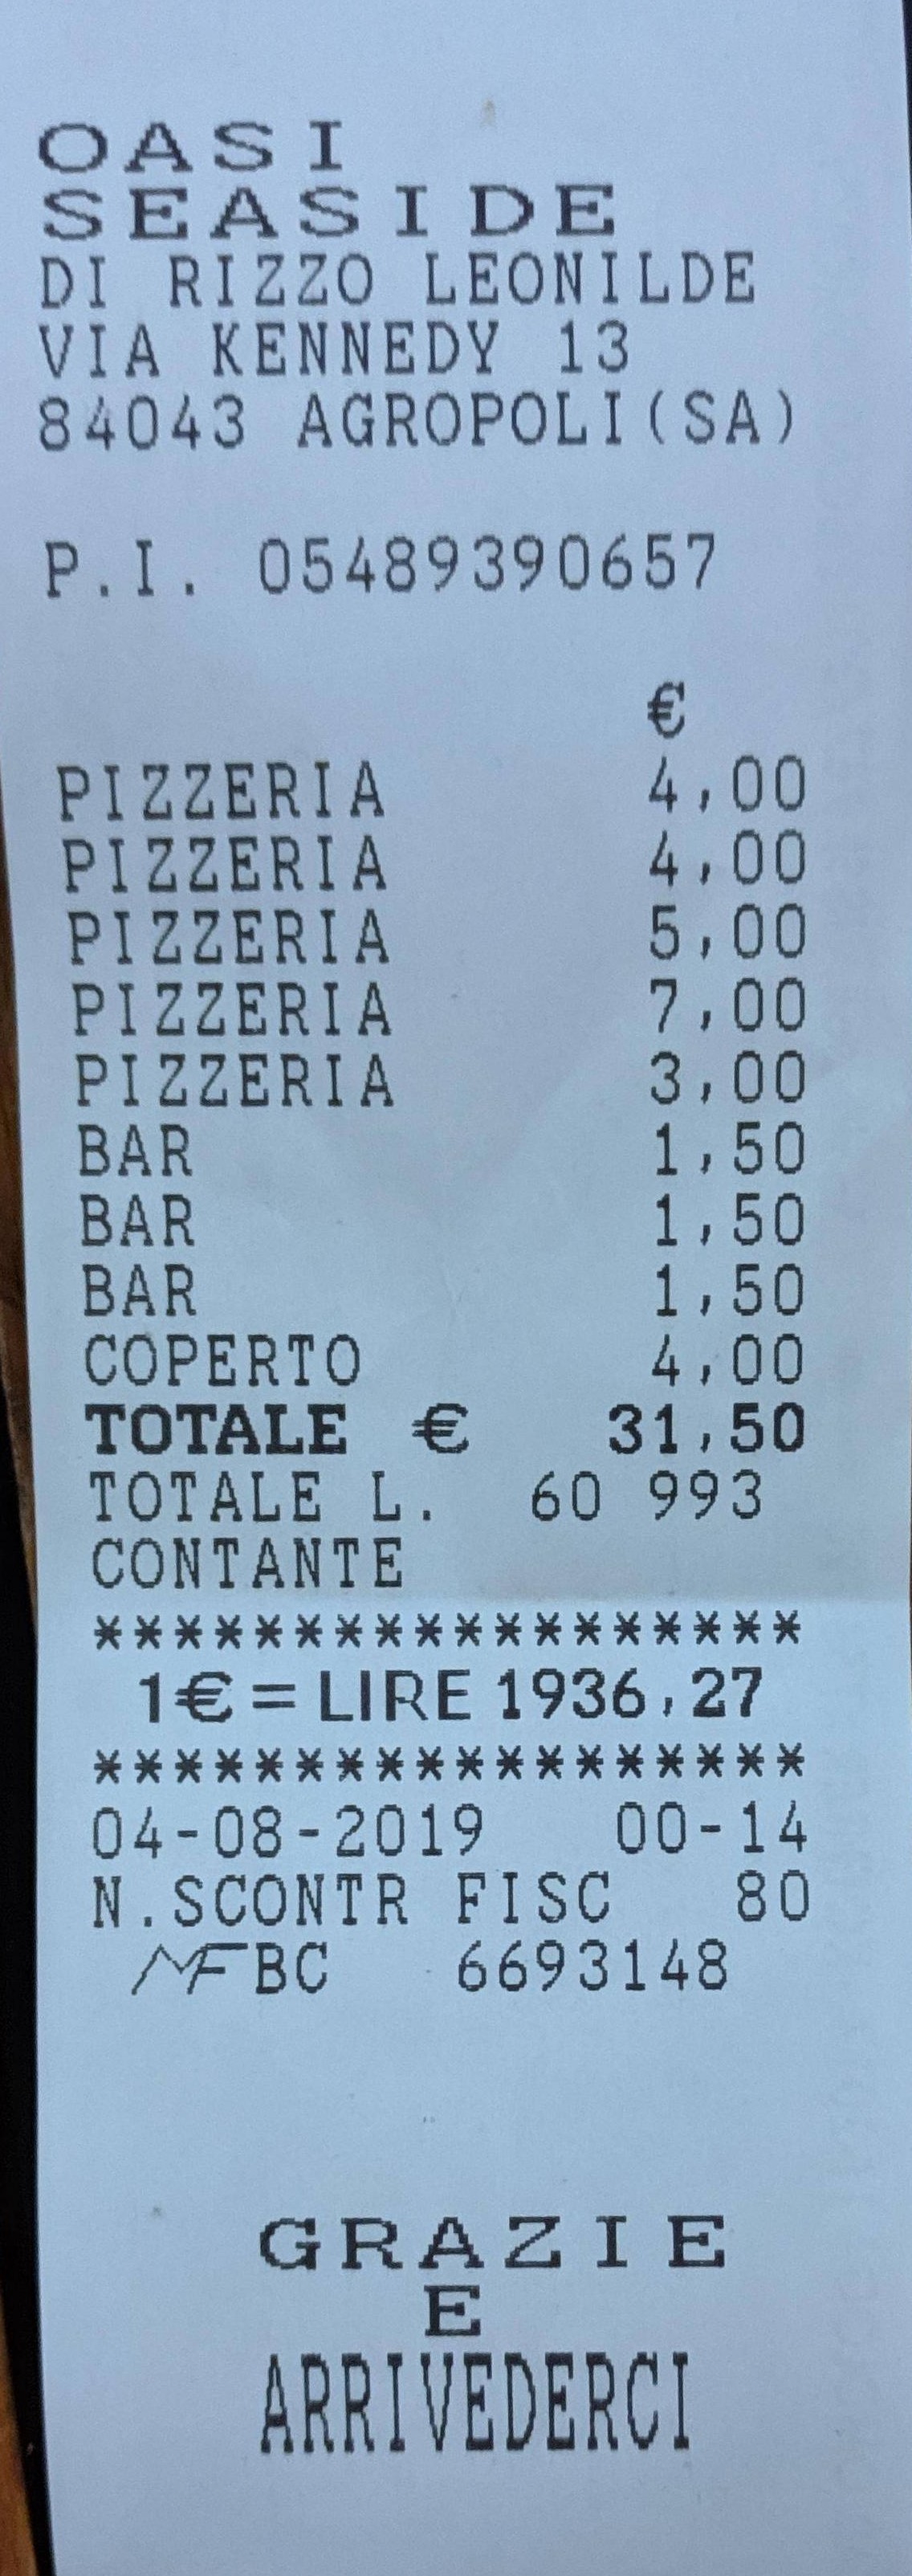 OASI
SEASIDE
DI RIZZO LEONILDE
VIA KENNEDY 13
84043 AGROPOLI(SA)
P.I. 05489390657
€
PIZZERIA 4,00
PIZZERIA 4,00
PIZZERIA 5,00
PIZZERIA 7,00
PIZZERIA 3,00
BAR 1,50
BAR 1,50
BAR 1,50
COPERTO 4,00
TOTALE € 31,50
TOTALE L. 60 993
CONTANTE
******************
1€=LIRE 1936,27
******************
04-08-2019 00-14
N.SCONTR FISC 80
MFBC 6693148
GRAZIE
E
ARRIVEDERCI